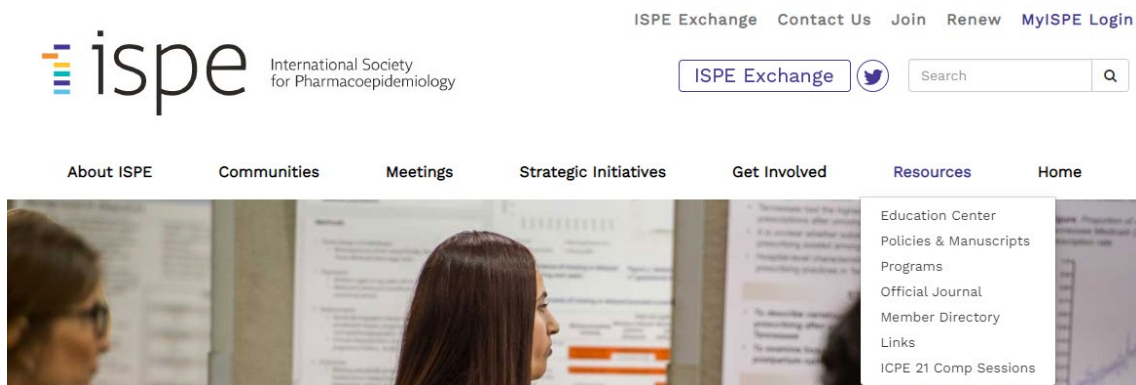 ISPE Exchange Contact Us Join Renew MyISPE Login
ispe International Society
for Pharmacoepidemiology
ISPE Exchange Search
About ISPE Communities Meetings Strategic Initiatives Get Involved Resources Home
Education Center
Policies & Manuscripts
Programs
Official Journal
Member Directory
Links
ICPE 21 Comp Sessions